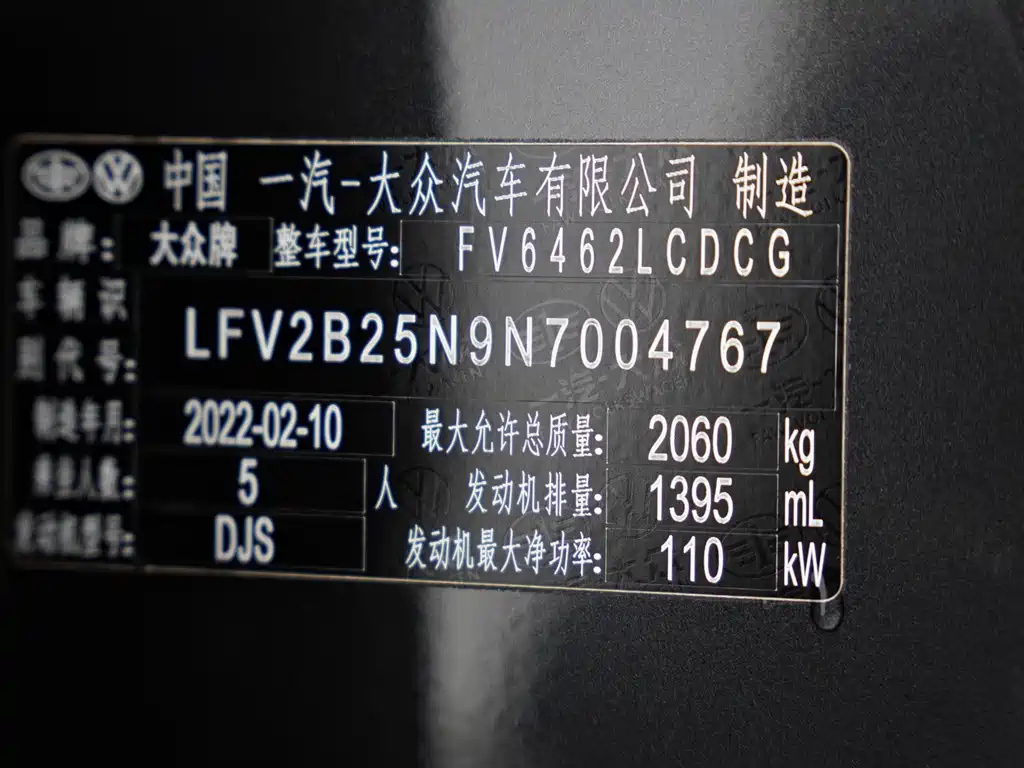 中国 一汽-大众汽车有限公司 制造
品牌: 大众牌 整车型号: FV6462LCDCG
车辆识
别代号: LFV2B25N9N7004767
制造年月: 2022-02-10 最大允许总质量: 2060 kg
乘坐人数: 5 人 发动机排量: 1395 mL
发动机型号: DJS 发动机最大净功率: 110 kW